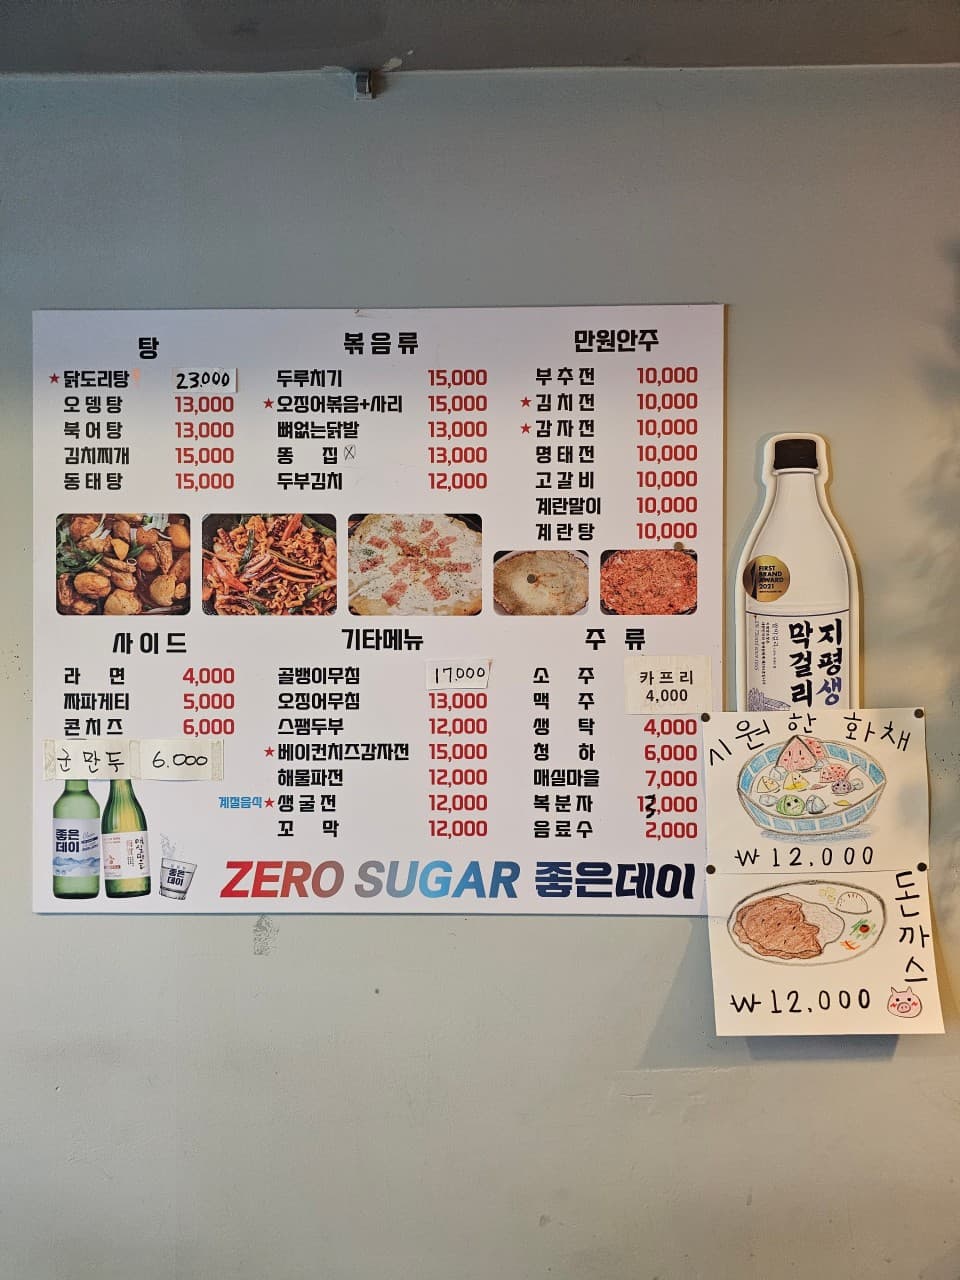 탕
★ 닭도리탕 23.000
오뎅탕 13,000
북어탕 13,000
김치찌개 15,000
동태탕 15,000
볶음류
두루치기 15,000
★ 오징어볶음+사리 15,000
뼈없는닭발 13,000
똥집 13,000
두부김치 12,000
만원안주
부추전 10,000
★ 김치전 10,000
★ 감자전 10,000
명태전 10,000
고갈비 10,000
계란말이 10,000
계란탕 10,000
사이드
라면 4,000
짜파게티 5,000
콘치즈 6,000
군만두 6.000
기타메뉴
골뱅이무침 17.000
오징어무침 13,000
스팸두부 12,000
★ 베이컨치즈감자전 15,000
해물파전 12,000
계절음식 ★ 생굴전 12,000
꼬막 12,000
주류
소주
맥주
카프리
4.000
생탁 4,000
청하 6,000
매실마을 7,000
복분자 13,000
음료수 2,000
좋은
데이
좋은
데이
ZERO SUGAR 좋은데이
FIRST
BRAND
AWARD
2021
지평생
막걸리
시원한 화채
₩12.000
돈까스
₩12.000